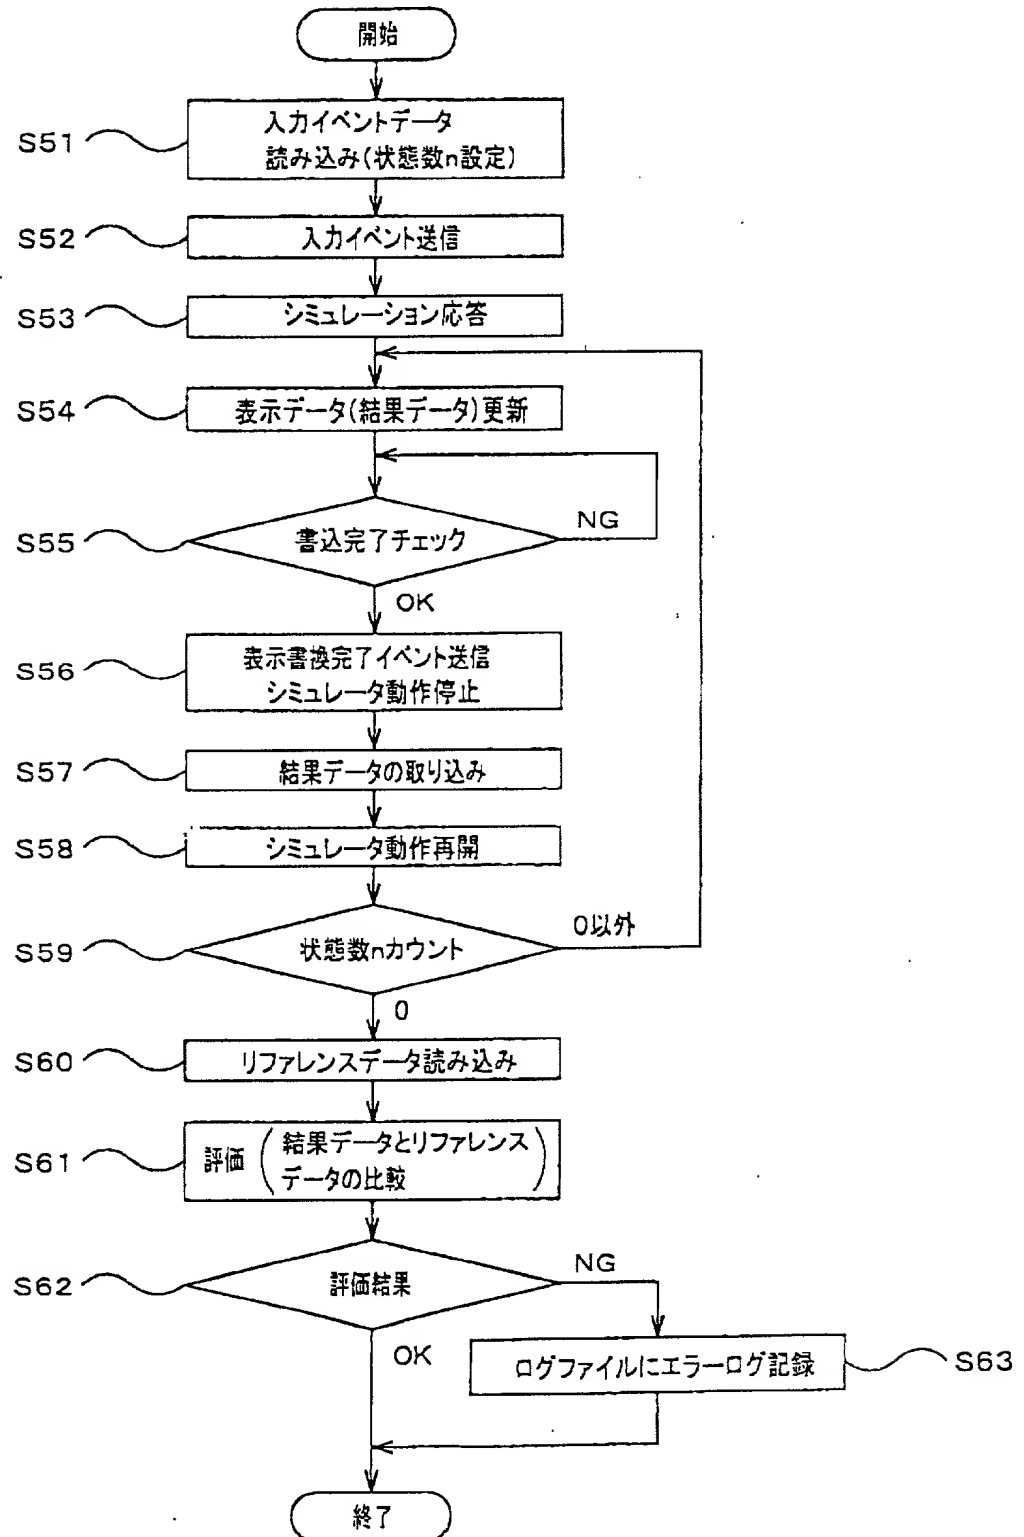 開始
S51
入力イベントデータ
読み込み(状態数n設定)
S52
入力イベント送信
S53
シミュレーション応答
S54
表示データ(結果データ)更新
S55
書込完了チェック
NG
OK
S56
表示書換完了イベント送信
シミュレータ動作停止
S57
結果データの取り込み
S58
シミュレータ動作再開
S59
状態数nカウント
0以外
0
S60
リファレンスデータ読み込み
S61
評価(結果データとリファレンス
データの比較)
S62
評価結果
NG
OK
ログファイルにエラーログ記録
S63
終了